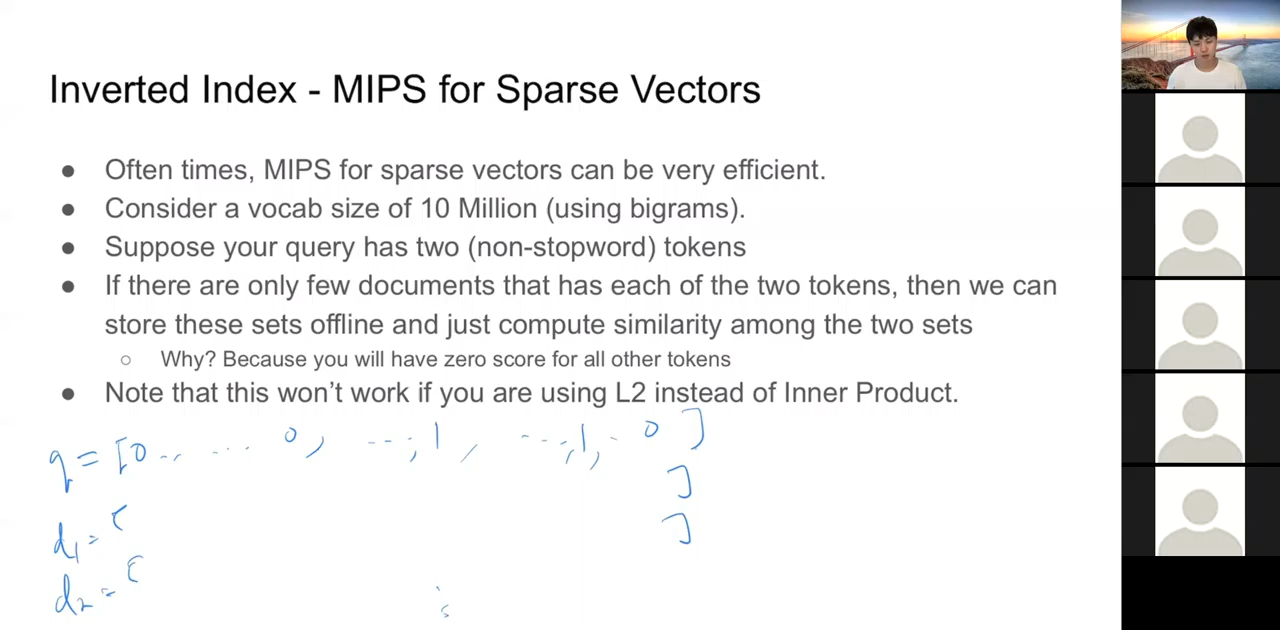 Inverted Index - MIPS for Sparse Vectors
● Often times, MIPS for sparse vectors can be very efficient.
● Consider a vocab size of 10 Million (using bigrams).
● Suppose your query has two (non-stopword) tokens
● If there are only few documents that has each of the two tokens, then we can
store these sets offline and just compute similarity among the two sets
○ Why? Because you will have zero score for all other tokens
● Note that this won't work if you are using L2 instead of Inner Product.
q = [0.., .... 0, --; 1, --; 1, - 0 ]
d1 = [ ]
d2 = [ ]